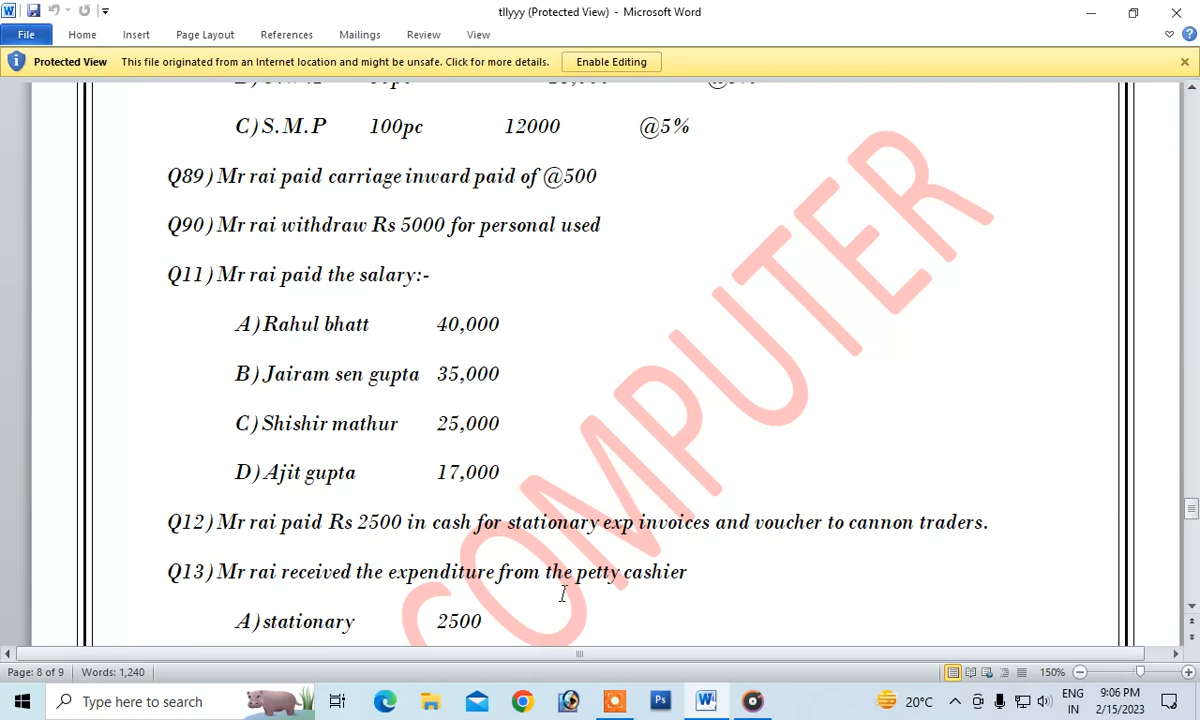 tllyyy (Protected View) - Microsoft Word
File Home Insert Page Layout References Mailings Review View
Protected View This file originated from an Internet location and might be unsafe. Click for more details. Enable Editing
C) S.M.P 100pc 12000 @5%
Q89) Mr rai paid carriage inward paid of @500
Q90) Mr rai withdraw Rs 5000 for personal used
Q11) Mr rai paid the salary:-
A) Rahul bhatt 40,000
B) Jairam sen gupta 35,000
C) Shishir mathur 25,000
D) Ajit gupta 17,000
Q12) Mr rai paid Rs 2500 in cash for stationary exp invoices and voucher to cannon traders.
Q13) Mr rai received the expenditure from the petty cashier
A) stationary 2500
COMPUTER
Page: 8 of 9 Words: 1,240 150%
Type here to search 20°C ENG 9:06 PM
IN 2/15/2023